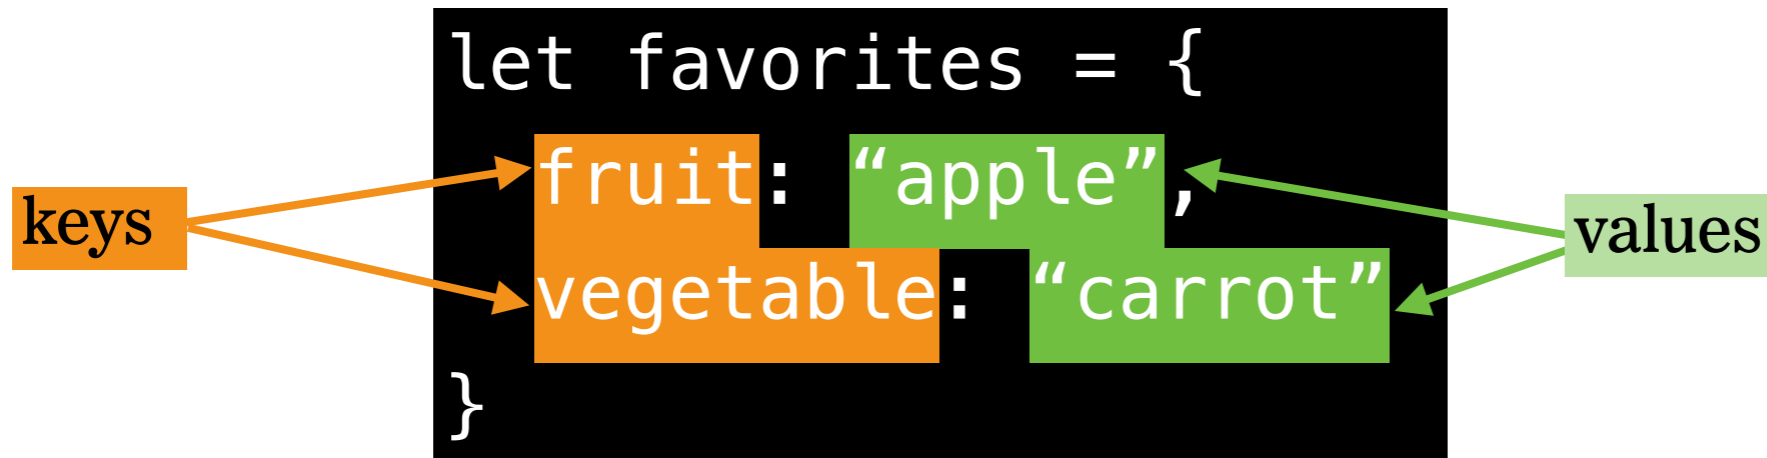 let favorites = {
fruit: “apple”,
keys
values
vegetable: “carrot”
}